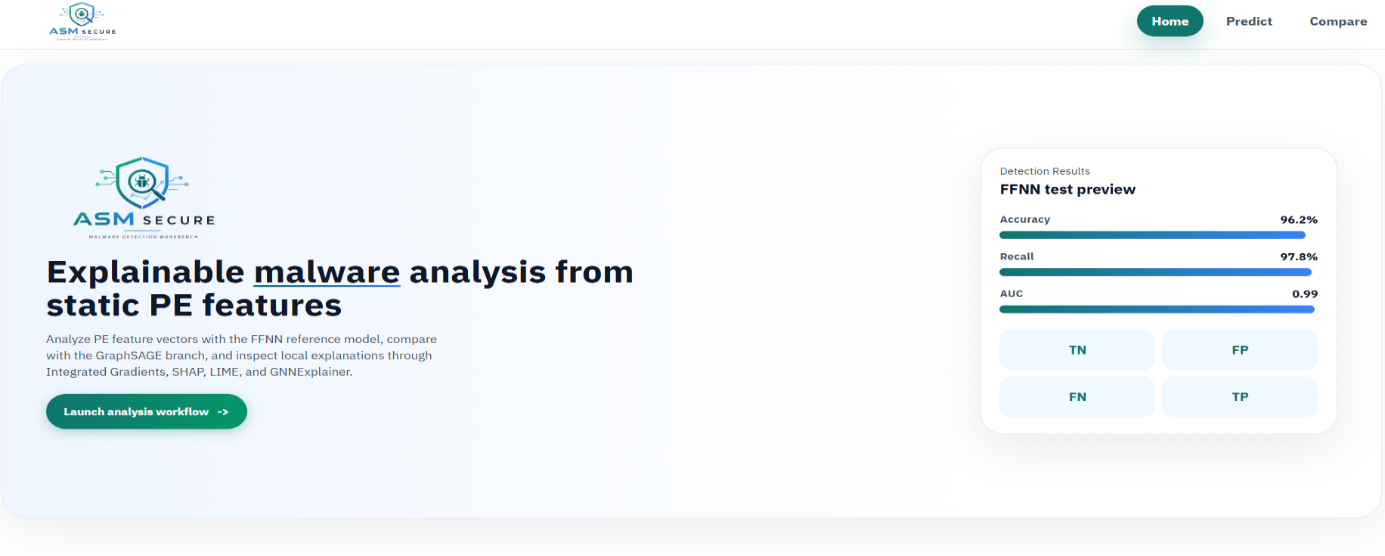 ASM SECURE
Home
Predict
Compare
ASM SECURE
MALWARE DETECTION WORKBENCH
Explainable malware analysis from
static PE features
Analyze PE feature vectors with the FFNN reference model, compare
with the GraphSAGE branch, and inspect local explanations through
Integrated Gradients, SHAP, LIME, and GNNExplainer.
Launch analysis workflow ->
Detection Results
FFNN test preview
Accuracy 96.2%
Recall 97.8%
AUC 0.99
TN FP
FN TP